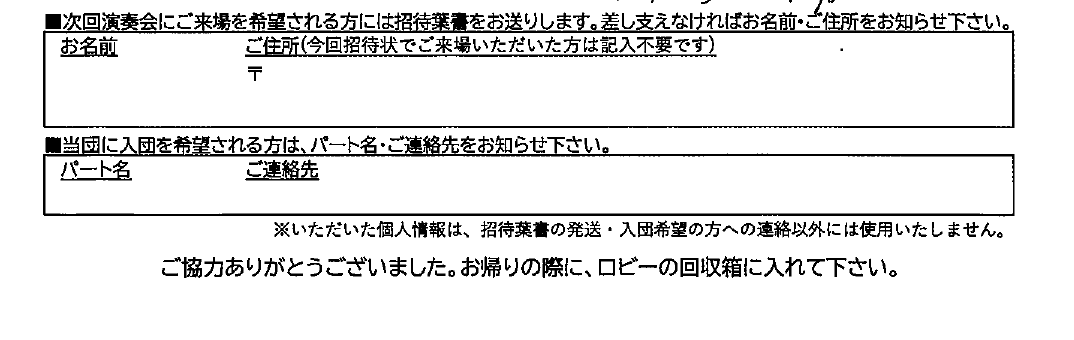 ■次回演奏会にご来場を希望される方には招待葉書をお送りします。差し支えなければお名前・ご住所をお知らせ下さい。
お名前 ご住所(今回招待状でご来場いただいた方は記入不要です)
〒
■当団に入団を希望される方は、パート名・ご連絡先をお知らせ下さい。
パート名 ご連絡先
※いただいた個人情報は、招待葉書の発送・入団希望の方への連絡以外には使用いたしません。
ご協力ありがとうございました。お帰りの際に、ロビーの回収箱に入れて下さい。